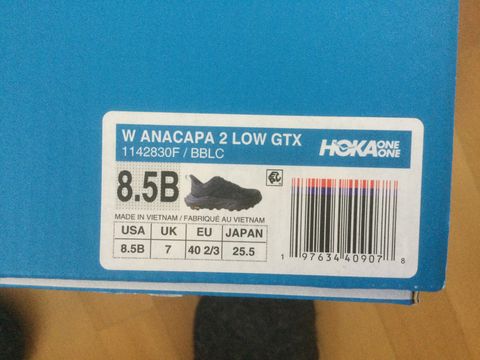 W ANACAPA 2 LOW GTX
1142830F / BBLC
HOKA ONE ONE
8.5B
MADE IN VIETNAM / FABRIQUÉ AU VIETNAM
USA UK EU JAPAN
8.5B 7 40 2/3 25.5
1 97634 40907 8